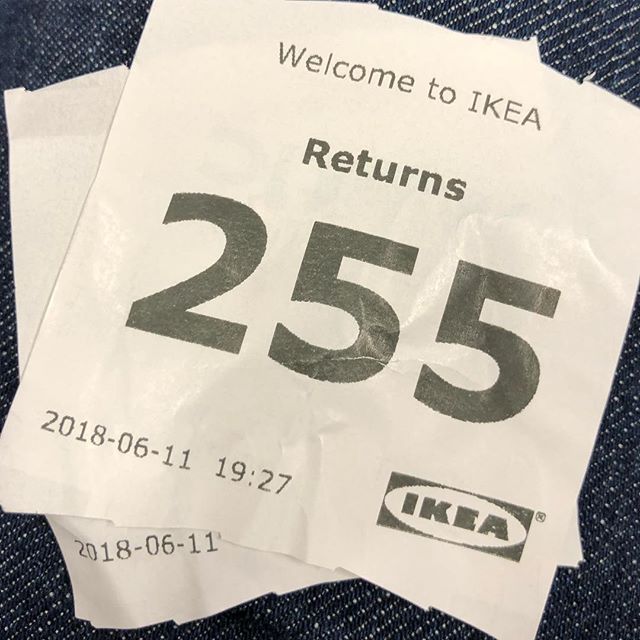 Welcome to IKEA
Returns
255
2018-06-11 19:27
IKEA®
2018-06-11